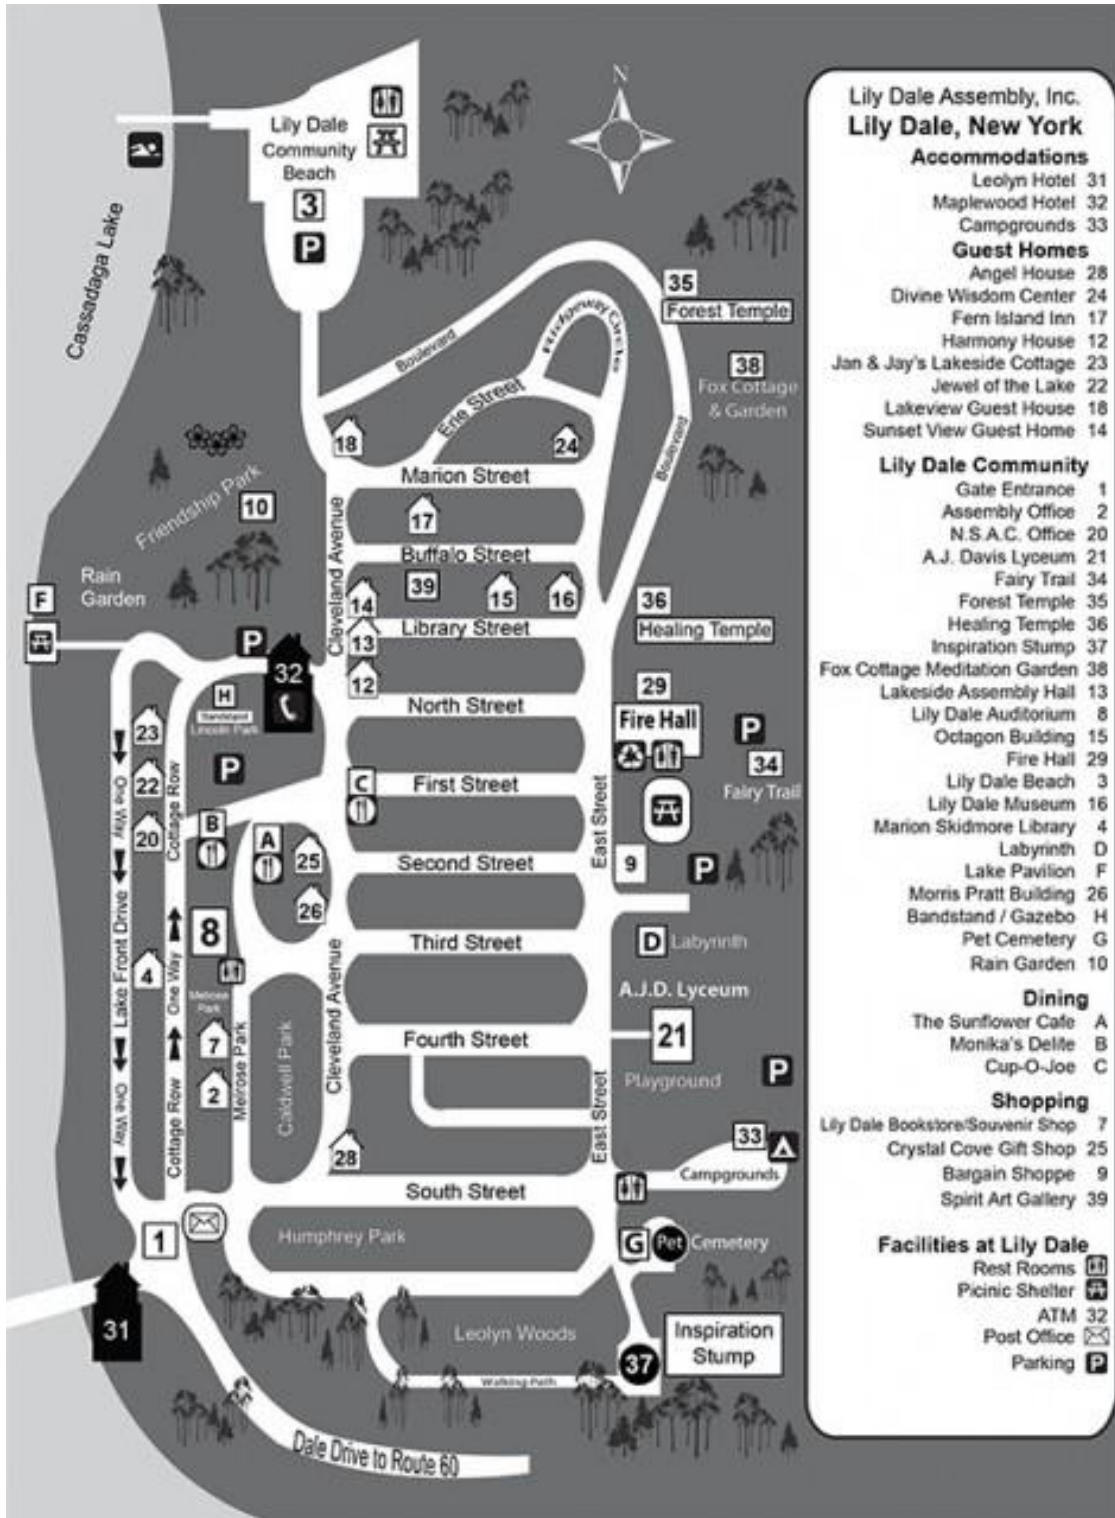 N
Lily Dale
Community
Beach
3
P
Cassadaga Lake
35
Forest Temple
Boulevard
38
Fox Cottage
& Garden
Erie Street
18
24
Boulevard
Marion Street
Friendship Park
10
17
Cleveland Avenue
Buffalo Street
Rain
Garden
F
39
14
15
16
36
Library Street
13
Healing Temple
P
32
12
H
Bandstand
Lincoln Park
North Street
29
Fire Hall
23
P
P
34
Fairy Trail
22
C
First Street
One Way
Cottage Row
20
B
A
25
Second Street
East Street
9
P
26
8
Third Street
D
Labyrinth
Lake Front Drive
4
One Way
Melrose
Park
Cleveland Avenue
A.J.D. Lyceum
7
Fourth Street
21
Melrose Park
Caldwell Park
Playground
P
2
One Way
Cottage Row
East Street
33
28
Campgrounds
South Street
1
Humphrey Park
G
Pet
Cemetery
31
Leolyn Woods
Inspiration
Stump
37
Walking Path
Dale Drive to Route 60
Lily Dale Assembly, Inc.
Lily Dale, New York
Accommodations
Leolyn Hotel 31
Maplewood Hotel 32
Campgrounds 33
Guest Homes
Angel House 28
Divine Wisdom Center 24
Fern Island Inn 17
Harmony House 12
Jan & Jay's Lakeside Cottage 23
Jewel of the Lake 22
Lakeview Guest House 18
Sunset View Guest Home 14
Lily Dale Community
Gate Entrance 1
Assembly Office 2
N.S.A.C. Office 20
A.J. Davis Lyceum 21
Fairy Trail 34
Forest Temple 35
Healing Temple 36
Inspiration Stump 37
Fox Cottage Meditation Garden 38
Lakeside Assembly Hall 13
Lily Dale Auditorium 8
Octagon Building 15
Fire Hall 29
Lily Dale Beach 3
Lily Dale Museum 16
Marion Skidmore Library 4
Labyrinth D
Lake Pavilion F
Morris Pratt Building 26
Bandstand / Gazebo H
Pet Cemetery G
Rain Garden 10
Dining
The Sunflower Cafe A
Monika's Delite B
Cup-O-Joe C
Shopping
Lily Dale Bookstore/Souvenir Shop 7
Crystal Cove Gift Shop 25
Bargain Shoppe 9
Spirit Art Gallery 39
Facilities at Lily Dale
Rest Rooms
Picinic Shelter
ATM 32
Post Office
Parking P